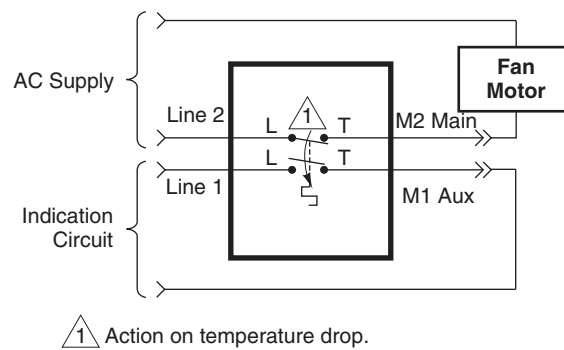 AC Supply
Fan
Motor
1
Line 2
L
T
M2 Main
L
T
Line 1
M1 Aux
Indication
Circuit
1 Action on temperature drop.